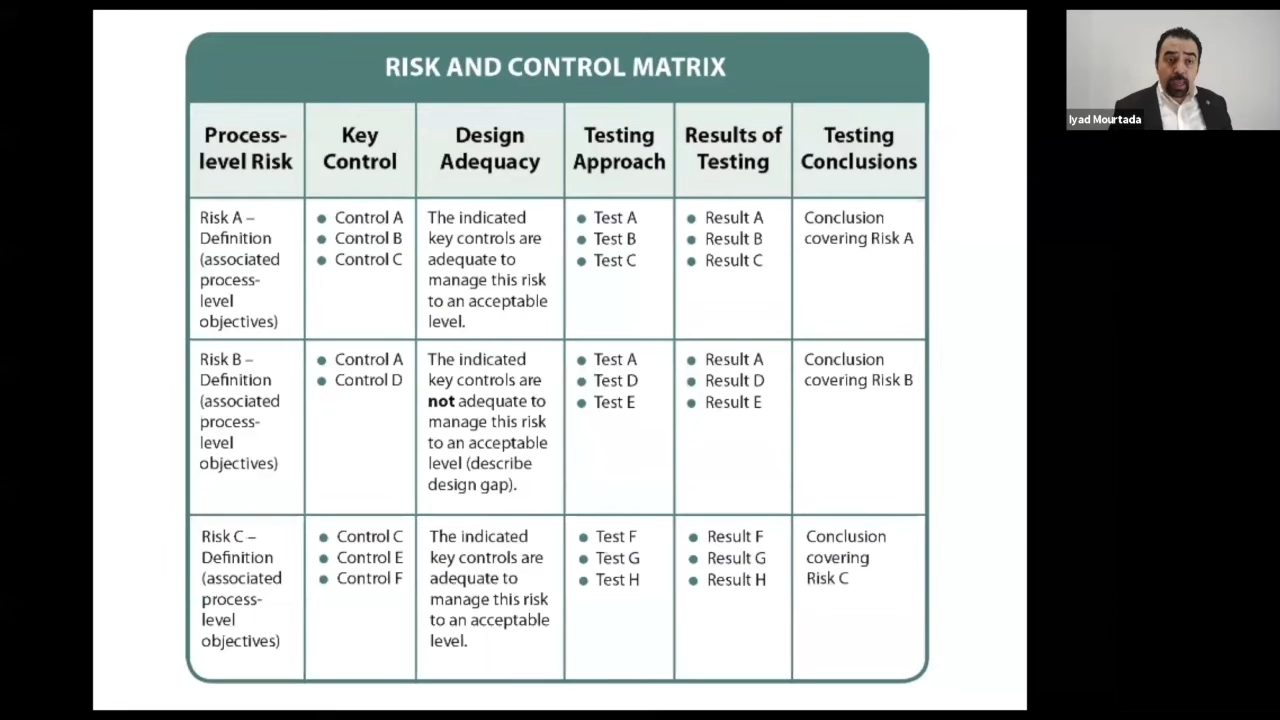 RISK AND CONTROL MATRIX
Process-
level Risk
Key
Control
Design
Adequacy
Testing
Approach
Results of
Testing
Testing
Conclusions
Risk A –
Definition
(associated
process-
level
objectives)
• Control A
• Control B
• Control C
The indicated
key controls are
adequate to
manage this risk
to an acceptable
level.
• Test A
• Test B
• Test C
• Result A
• Result B
• Result C
Conclusion
covering Risk A
Risk B –
Definition
(associated
process-
level
objectives)
• Control A
• Control D
The indicated
key controls are
not adequate to
manage this risk
to an acceptable
level (describe
design gap).
• Test A
• Test D
• Test E
• Result A
• Result D
• Result E
Conclusion
covering Risk B
Risk C –
Definition
(associated
process-
level
objectives)
• Control C
• Control E
• Control F
The indicated
key controls are
adequate to
manage this risk
to an acceptable
level.
• Test F
• Test G
• Test H
• Result F
• Result G
• Result H
Conclusion
covering
Risk C
Iyad Mourtada